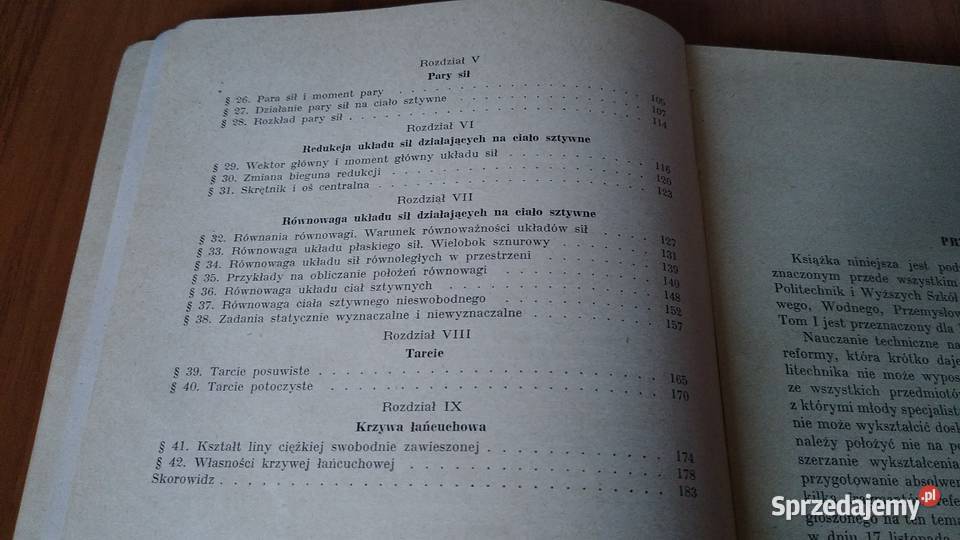 Rozdział V
Pary sił
§ 26. Para sił i moment pary . . . 105
§ 27. Działanie pary sił na ciało sztywne . . . 107
§ 28. Rozkład pary sił . . . 114
Rozdział VI
Redukcja układu sił działających na ciało sztywne
§ 29. Wektor główny i moment główny układu sił . . . 116
§ 30. Zmiana bieguna redukcji . . . 120
§ 31. Skrętnik i oś centralna . . . 123
Rozdział VII
Równowaga układu sił działających na ciało sztywne
§ 32. Równania równowagi. Warunek równoważności układów sił . . . 127
§ 33. Równowaga układu płaskiego sił. Wielobok sznurowy . . . 131
§ 34. Równowaga układu sił równoległych w przestrzeni . . . 139
§ 35. Przykłady na obliczanie położeń równowagi . . . 140
§ 36. Równowaga układu ciał sztywnych . . . 148
§ 37. Równowaga ciała sztywnego nieswobodnego . . . 152
§ 38. Zadania statycznie wyznaczalne i niewyznaczalne . . . 157
Rozdział VIII
Tarcie
§ 39. Tarcie posuwiste . . . 165
§ 40. Tarcie potoczyste . . . 170
Rozdział IX
Krzywa łańcuchowa
§ 41. Kształt liny ciężkiej swobodnie zawieszonej . . . 174
§ 42. Własności krzywej łańcuchowej . . . 178
Skorowidz . . . 183
Książka niniejsza jest
znaczonym przede wszystkim
Politechnik i Wyższych Szkół
wego, Wodnego,
Tom I jest przeznaczony dla
Nauczanie techniczne
reformy, która krótko
litechnika nie może
ze wszystkich
z którymi młody
nie może wykształcić
należy położyć nie na
szerzanie wykształcenia
przygotowanie
kilka
głoszonego na ten
w dniu 17 listopada
Sprzedajemy.pl